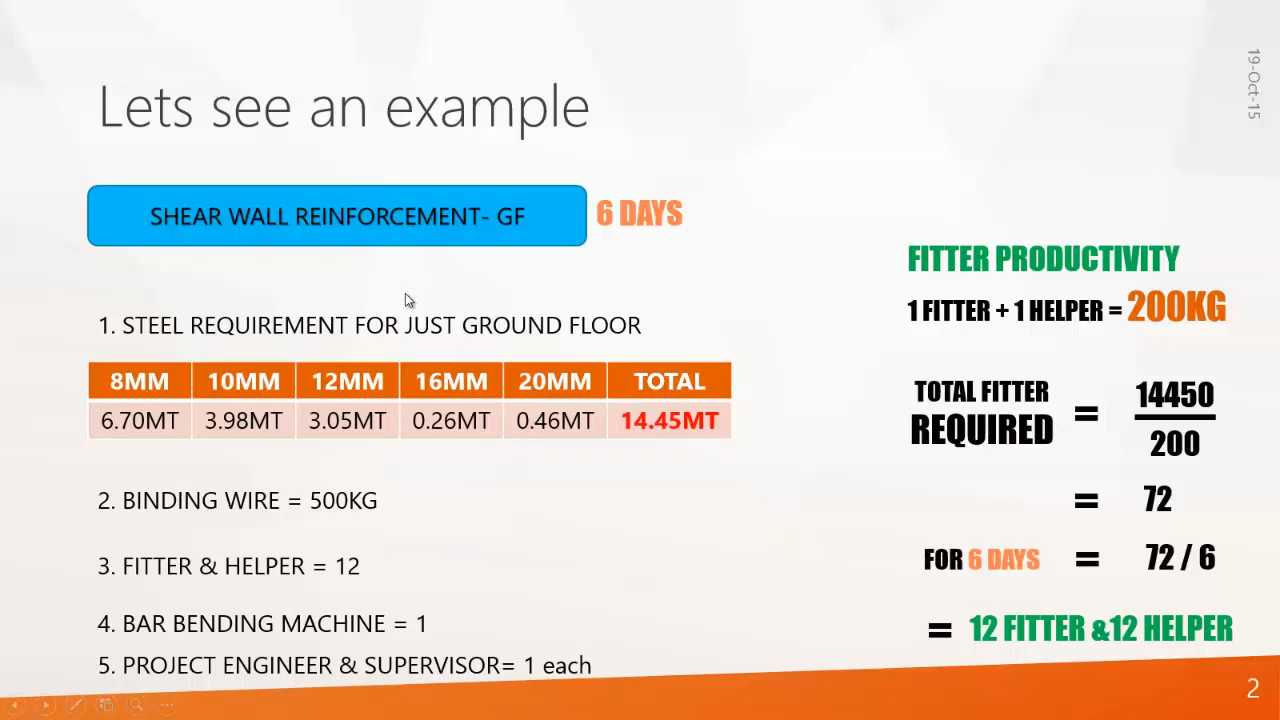 19-Oct-15
Lets see an example
SHEAR WALL REINFORCEMENT- GF
6 DAYS
1. STEEL REQUIREMENT FOR JUST GROUND FLOOR
8MM 10MM 12MM 16MM 20MM TOTAL
6.70MT 3.98MT 3.05MT 0.26MT 0.46MT 14.45MT
2. BINDING WIRE = 500KG
3. FITTER & HELPER = 12
4. BAR BENDING MACHINE = 1
5. PROJECT ENGINEER & SUPERVISOR= 1 each
FITTER PRODUCTIVITY
1 FITTER + 1 HELPER = 200KG
TOTAL FITTER
REQUIRED
= 14450
200
= 72
FOR 6 DAYS = 72 / 6
= 12 FITTER &12 HELPER
2